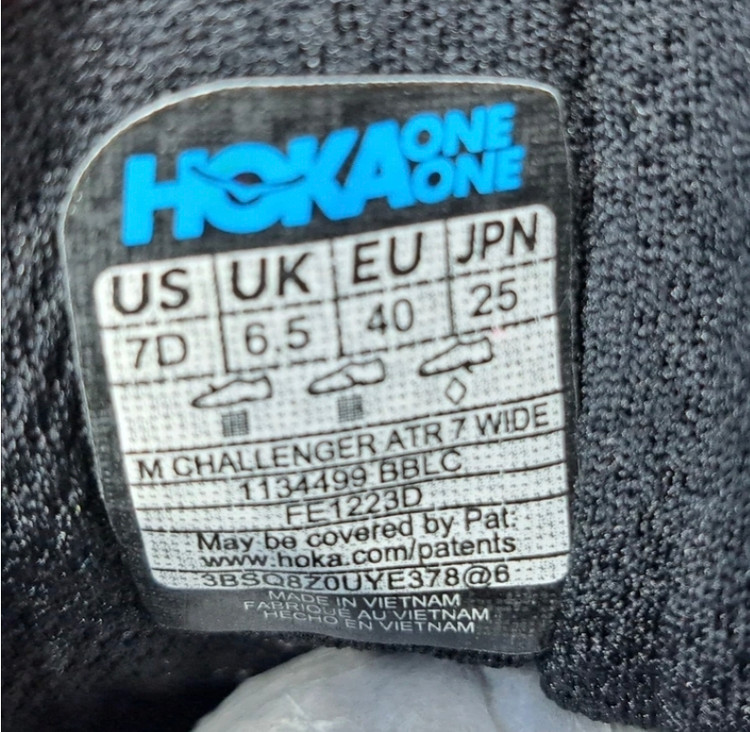 HOKA ONE ONE
US UK EU JPN
7D 6.5 40 25
M CHALLENGER ATR 7 WIDE
1134499 BBLC
FE1223D
May be covered by Pat.
www.hoka.com/patents
3BSQ8Z0UYE378@6
MADE IN VIETNAM
FABRIQUE AU VIETNAM
HECHO EN VIETNAM